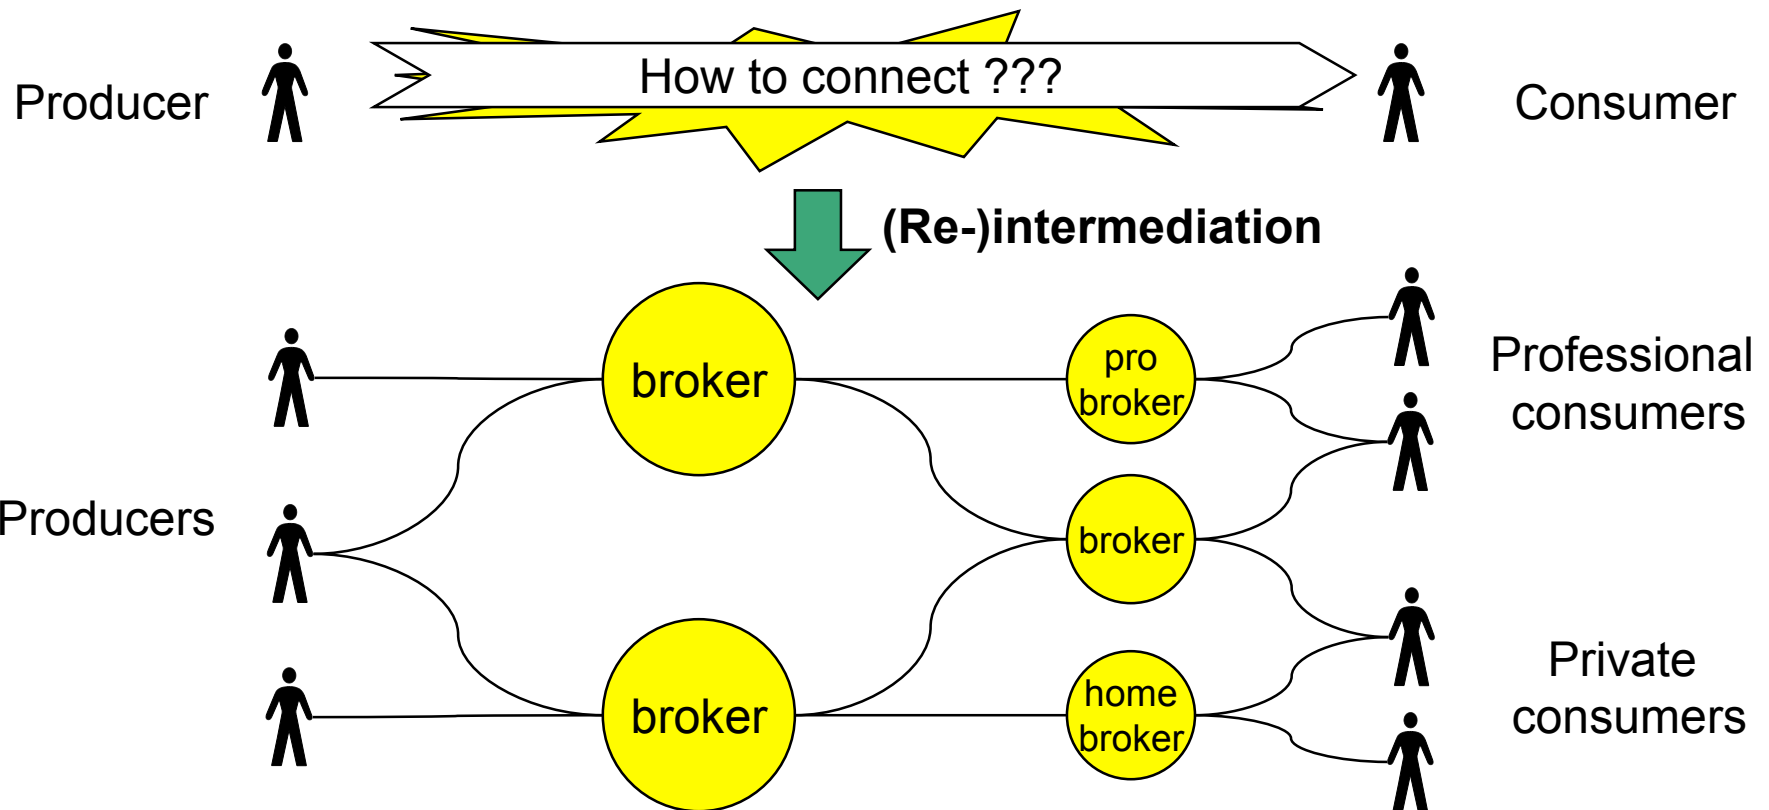 Producer
How to connect ???
Consumer
(Re-)intermediation
broker
pro
broker
Professional
consumers
Producers
broker
broker
home
broker
Private
consumers